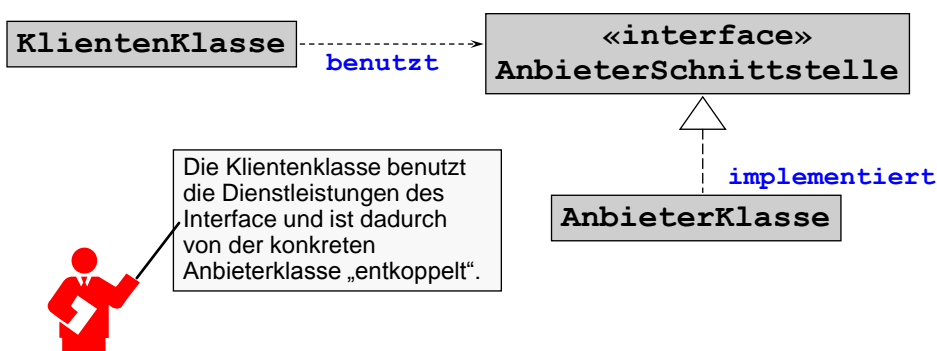 KlientenKlasse
benutzt
«interface»
AnbieterSchnittstelle
implementiert
AnbieterKlasse
Die Klientenklasse benutzt
die Dienstleistungen des
Interface und ist dadurch
von der konkreten
Anbieterklasse „entkoppelt“.